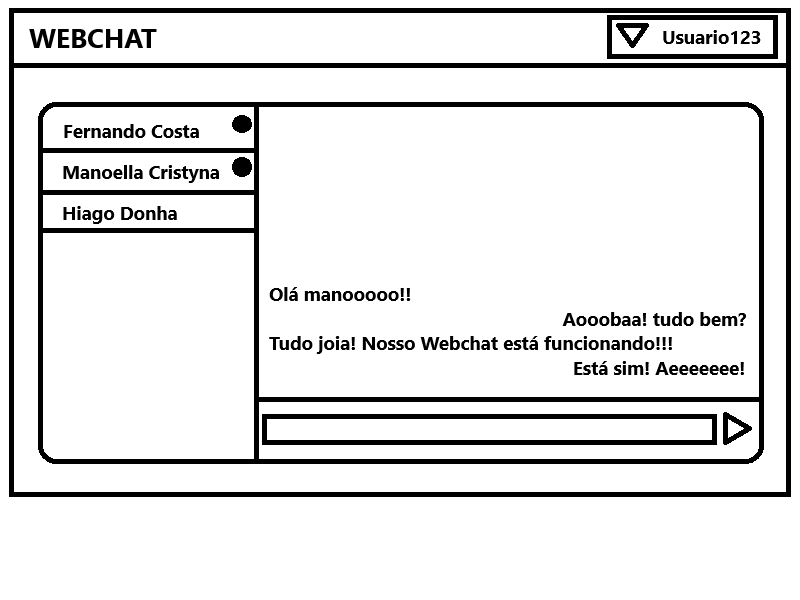 WEBCHAT
Usuario123
Fernando Costa
Manoella Cristyna
Hiago Donha
Olá manooooo!!
Aooobaa! tudo bem?
Tudo joia! Nosso Webchat está funcionando!!!
Está sim! Aeeeeeee!